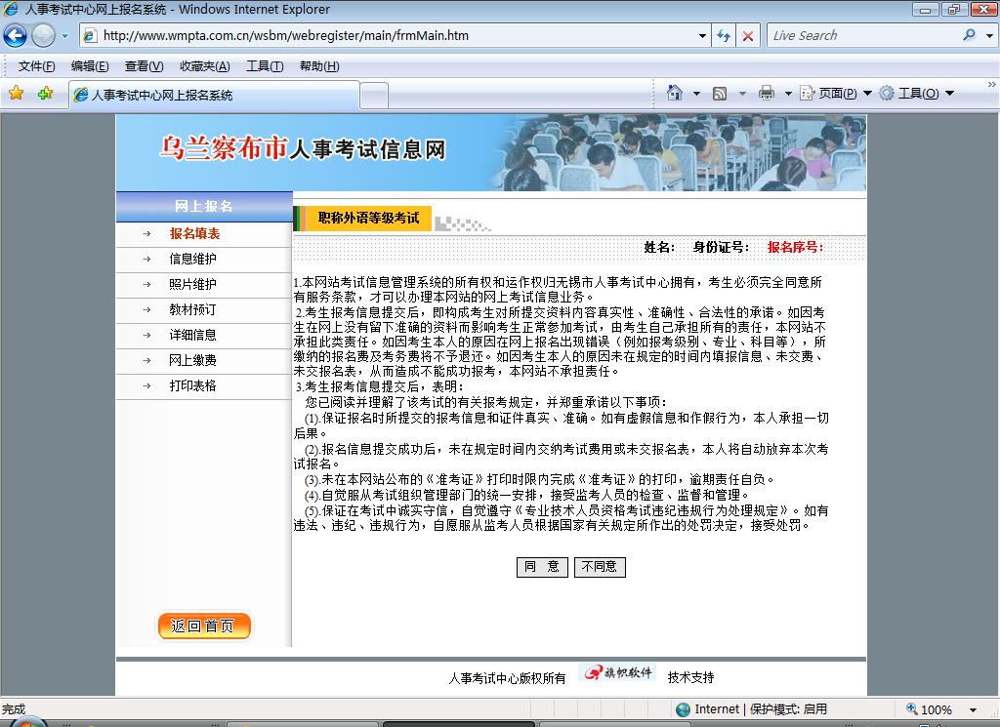 人事考试中心网上报名系统 - Windows Internet Explorer
http://www.wmpta.com.cn/wsbm/webregister/main/frmMain.htm
Live Search
文件(F) 编辑(E) 查看(V) 收藏夹(A) 工具(T) 帮助(H)
人事考试中心网上报名系统
页面(P) 工具(O)
乌兰察布市人事考试信息网
网上报名
报名填表
信息维护
照片维护
教材预订
详细信息
网上缴费
打印表格
返回首页
职称外语等级考试
姓名: 身份证号: 报名序号:
1.本网站考试信息管理系统的所有权和运作权归无锡市人事考试中心拥有，考生必须完全同意所
有服务条款，才可以办理本网站的网上考试信息业务。
2.考生报考信息提交后，即构成考生对所提交资料内容真实性、准确性、合法性的承诺。如因考
生在网上没有留下准确的资料而影响考生正常参加考试，由考生自己承担所有的责任，本网站不
承担此类责任。如因考生本人的原因在网上报名出现错误（例如报考级别、专业、科目等），所
缴纳的报名费及考务费将不予退还。如因考生本人的原因未在规定的时间内填报信息、未交费、
未交报名表，从而造成不能成功报考，本网站不承担责任。
3.考生报考信息提交后，表明：
您已阅读并理解了该考试的有关报考规定，并郑重承诺以下事项：
(1).保证报名时所提交的报考信息和证件真实、准确。如有虚假信息和作假行为，本人承担一切
后果。
(2).报名信息提交成功后，未在规定时间内交纳考试费用或未交报名表，本人将自动放弃本次考
试报名。
(3).未在本网站公布的《准考证》打印时限内完成《准考证》的打印，逾期责任自负。
(4).自觉服从考试组织管理部门的统一安排，接受监考人员的检查、监督和管理。
(5).保证在考试中诚实守信，自觉遵守《专业技术人员资格考试违纪违规行为处理规定》。如有
违法、违纪、违规行为，自愿服从监考人员根据国家有关规定所作出的处罚决定，接受处罚。
同 意 不同意
人事考试中心版权所有 旗帜软件 技术支持
完成 Internet | 保护模式: 启用 100%